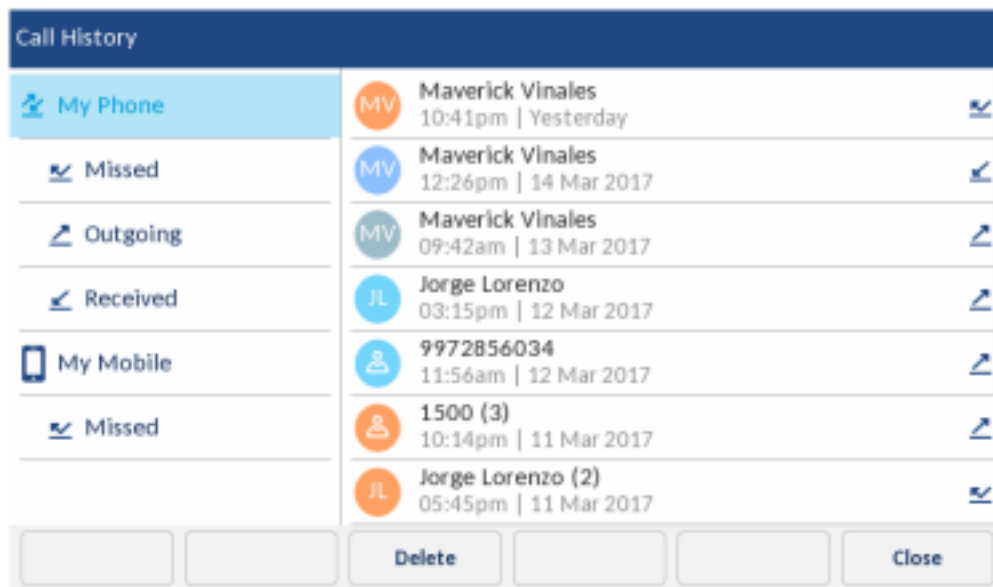 Call History
My Phone
Missed
Outgoing
Received
My Mobile
Missed
MV
Maverick Vinales
10:41pm | Yesterday
MV
Maverick Vinales
12:26pm | 14 Mar 2017
MV
Maverick Vinales
09:42am | 13 Mar 2017
JL
Jorge Lorenzo
03:15pm | 12 Mar 2017
9972856034
11:56am | 12 Mar 2017
1500 (3)
10:14pm | 11 Mar 2017
JL
Jorge Lorenzo (2)
05:45pm | 11 Mar 2017
Delete
Close